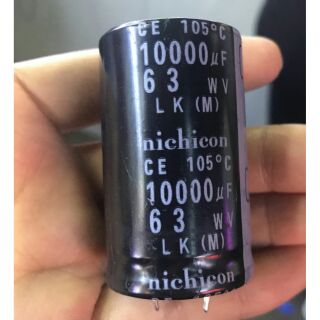 CE 105°C
10000μF
63 WV
LK (M)
nichicon
CE 105°C
10000μF
63 WV
LK (M)
nichicon